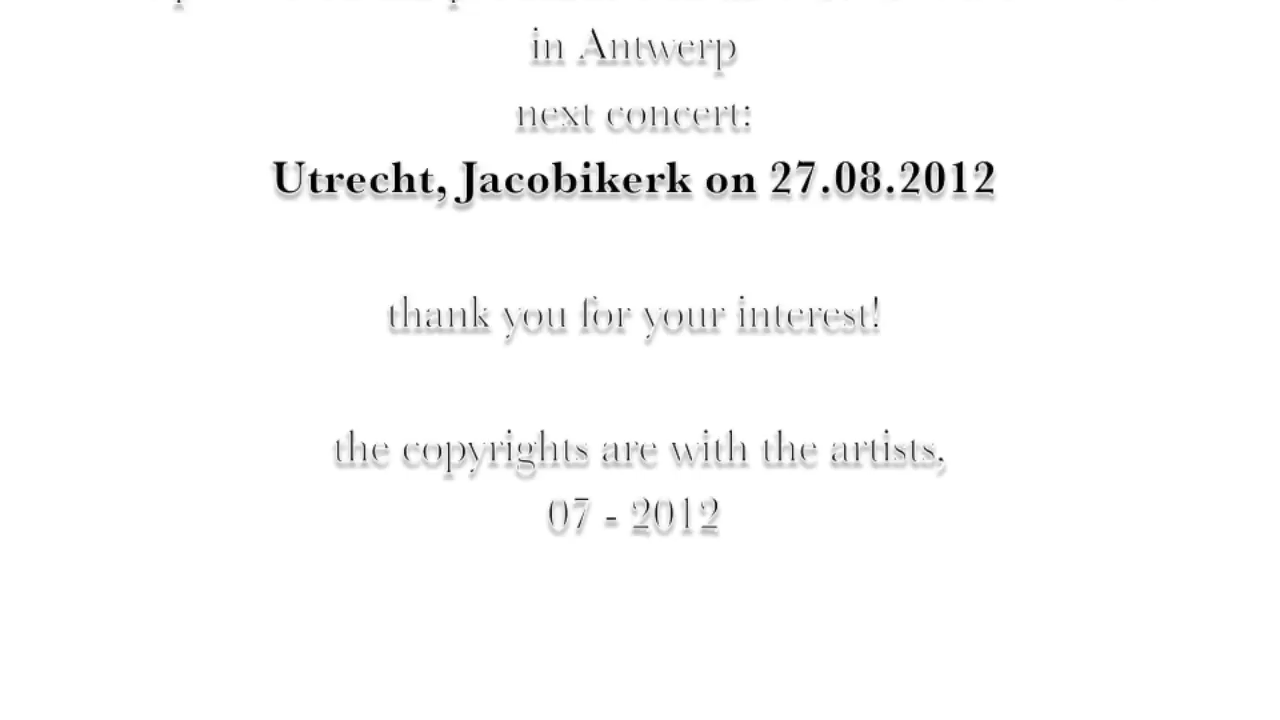 in Antwerp
next concert:
Utrecht, Jacobikerk on 27.08.2012
thank you for your interest!
the copyrights are with the artists,
07 - 2012